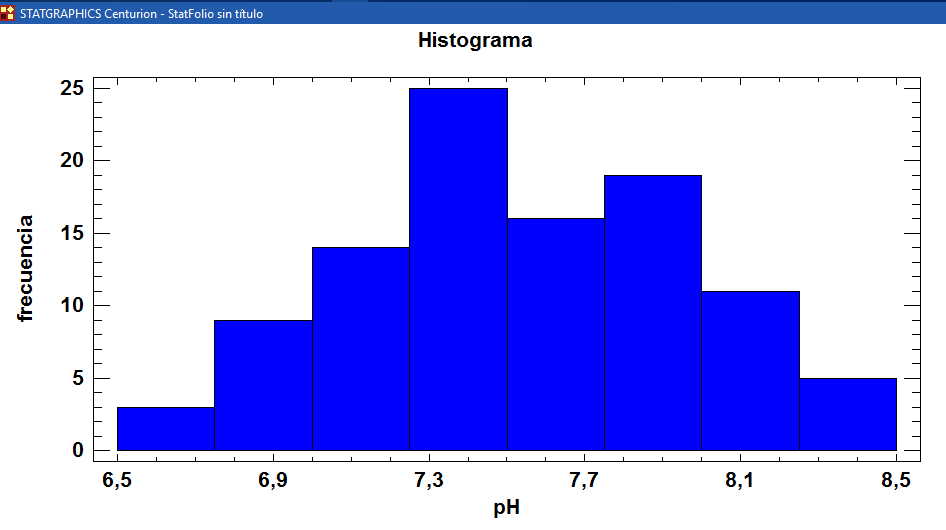 STATGRAPHICS Centurion - StatFolio sin título
Histograma
25
20
15
10
5
0
frecuencia
6,5 6,9 7,3 7,7 8,1 8,5
pH